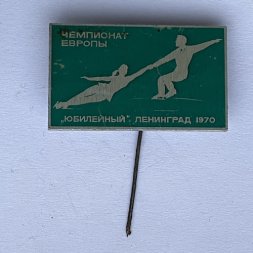 ЧЕМПИОНАТ
ЕВРОПЫ
„ЮБИЛЕЙНЫЙ" ЛЕНИНГРАД 1970